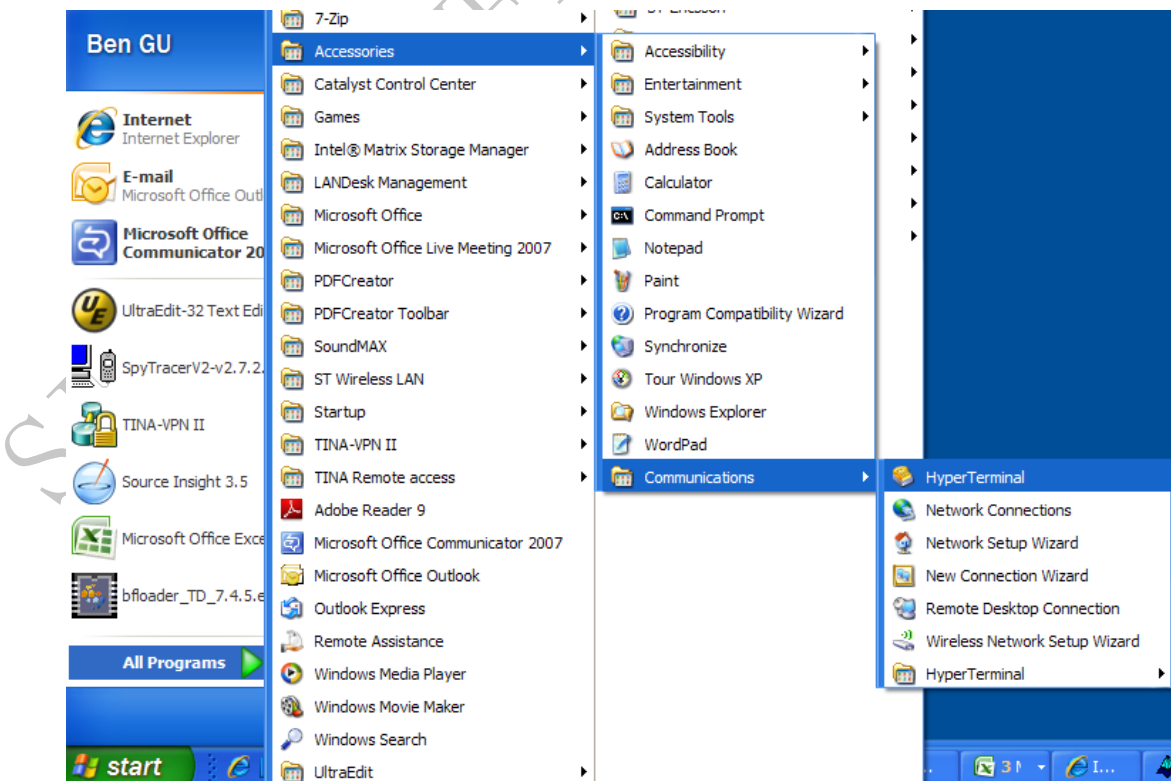 Ben GU
Internet
Internet Explorer
E-mail
Microsoft Office Outl
Microsoft Office
Communicator 20
UltraEdit-32 Text Edi
SpyTracerV2-v2.7.2.
TINA-VPN II
Source Insight 3.5
Microsoft Office Exce
bfloader_TD_7.4.5.e
All Programs
start
7-Zip
Accessories
Catalyst Control Center
Games
Intel® Matrix Storage Manager
LANDesk Management
Microsoft Office
Microsoft Office Live Meeting 2007
PDFCreator
PDFCreator Toolbar
SoundMAX
ST Wireless LAN
Startup
TINA-VPN II
TINA Remote access
Adobe Reader 9
Microsoft Office Communicator 2007
Microsoft Office Outlook
Outlook Express
Remote Assistance
Windows Media Player
Windows Movie Maker
Windows Search
UltraEdit
Accessibility
Entertainment
System Tools
Address Book
Calculator
Command Prompt
Notepad
Paint
Program Compatibility Wizard
Synchronize
Tour Windows XP
Windows Explorer
WordPad
Communications
HyperTerminal
Network Connections
Network Setup Wizard
New Connection Wizard
Remote Desktop Connection
Wireless Network Setup Wizard
HyperTerminal
3
I...